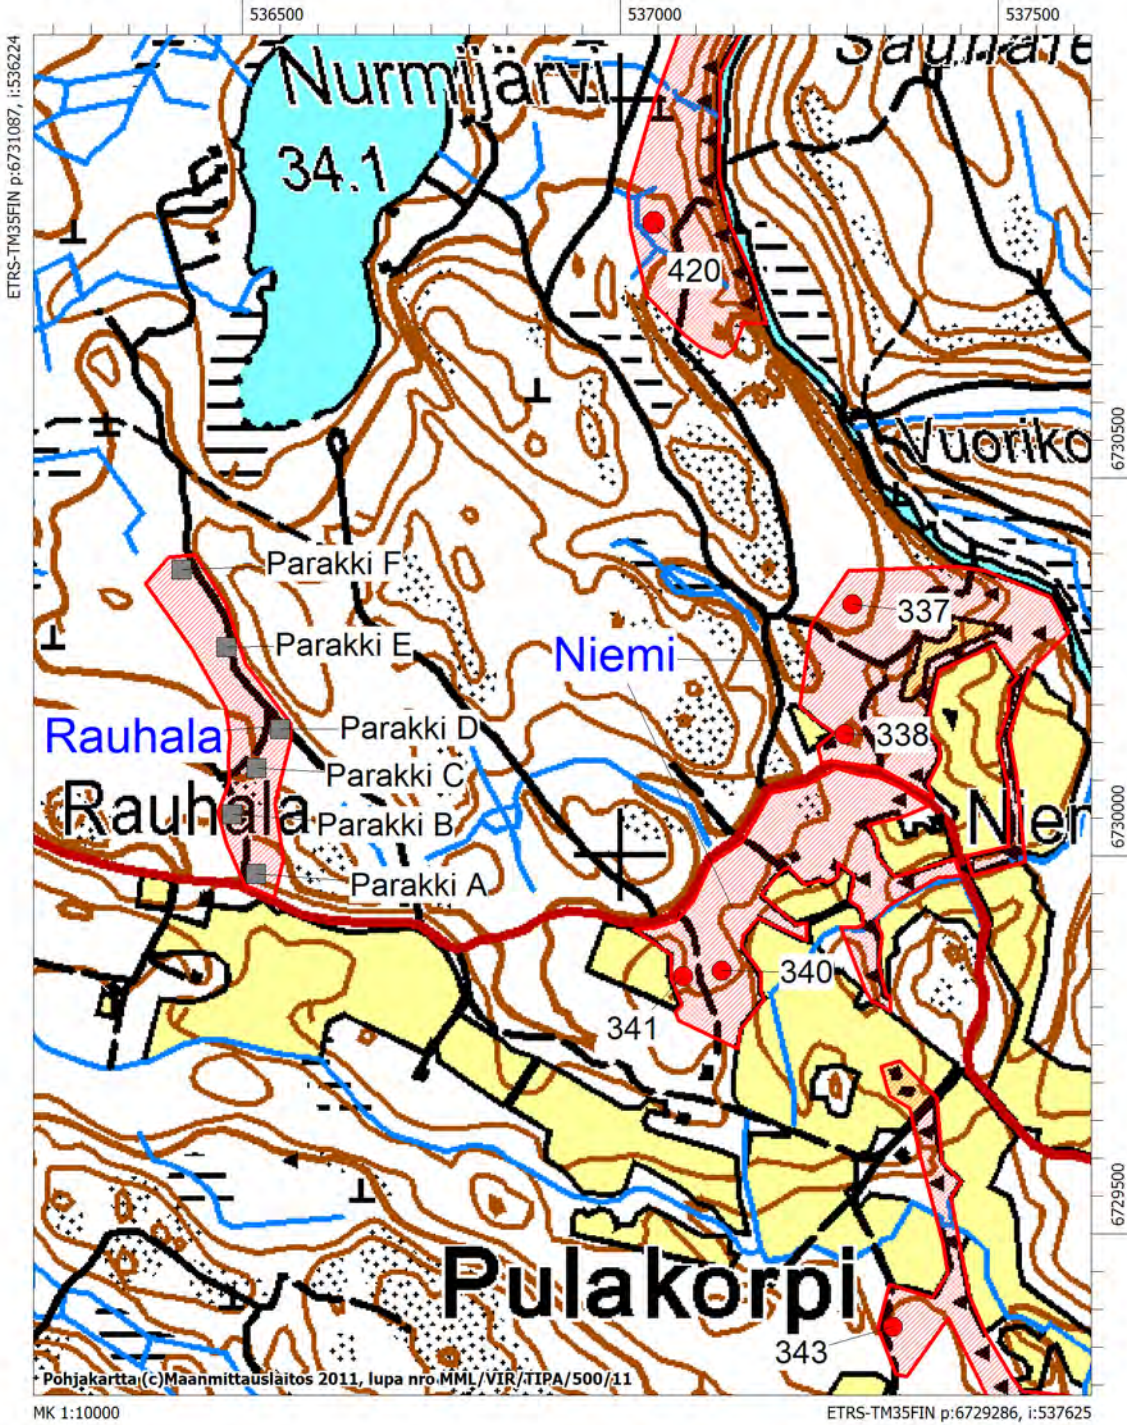 536500
537000
537500
ETRS-TM35FIN p:6731087, i:536224
Nurmijärvi
34.1
420
6730500
Vuoriko
Parakki F
337
Parakki E
Niemi
Rauhala
Parakki D
338
Parakki C
Rauhala
Parakki B
Nier
6730000
Parakki A
340
341
6729500
Pulakorpi
343
Pohjakartta (c)Maanmittauslaitos 2011, lupa nro MML/VIR/TIPA/500/11
MK 1:10000
ETRS-TM35FIN p:6729286, i:537625